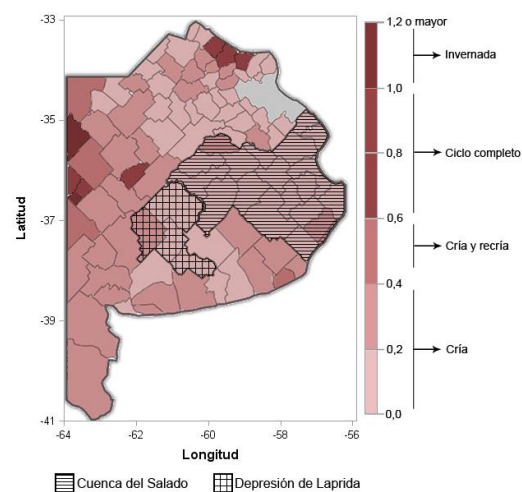 Latitud
-33
-35
-37
-39
-41
-64
-62
-60
-58
-56
Longitud
1,2 o mayor
1,0
0,8
0,6
0,4
0,2
0,0
Invernada
Ciclo completo
Cría y recría
Cría
Cuenca del Salado
Depresión de Laprida